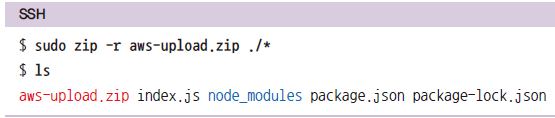 SSH
$ sudo zip -r aws-upload.zip ./*
$ ls
aws-upload.zip index.js node_modules package.json package-lock.json